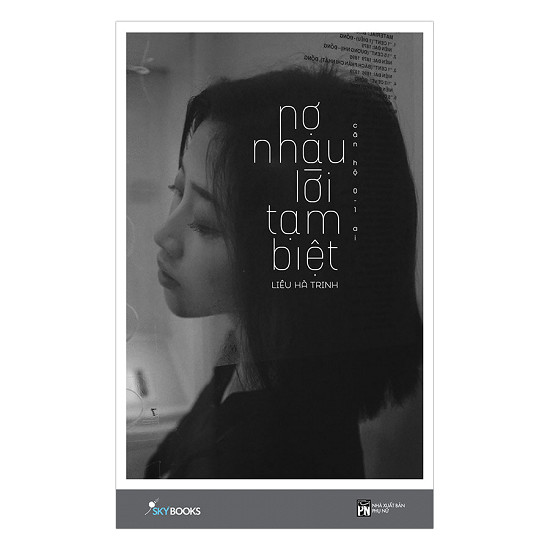 nợ
nhau
lời
tạm
biệt
căn hộ 0-1 ai
LIÊU HÀ TRINH
SKYBOOKS
PN
NHÀ XUẤT BẢN
PHỤ NỮ